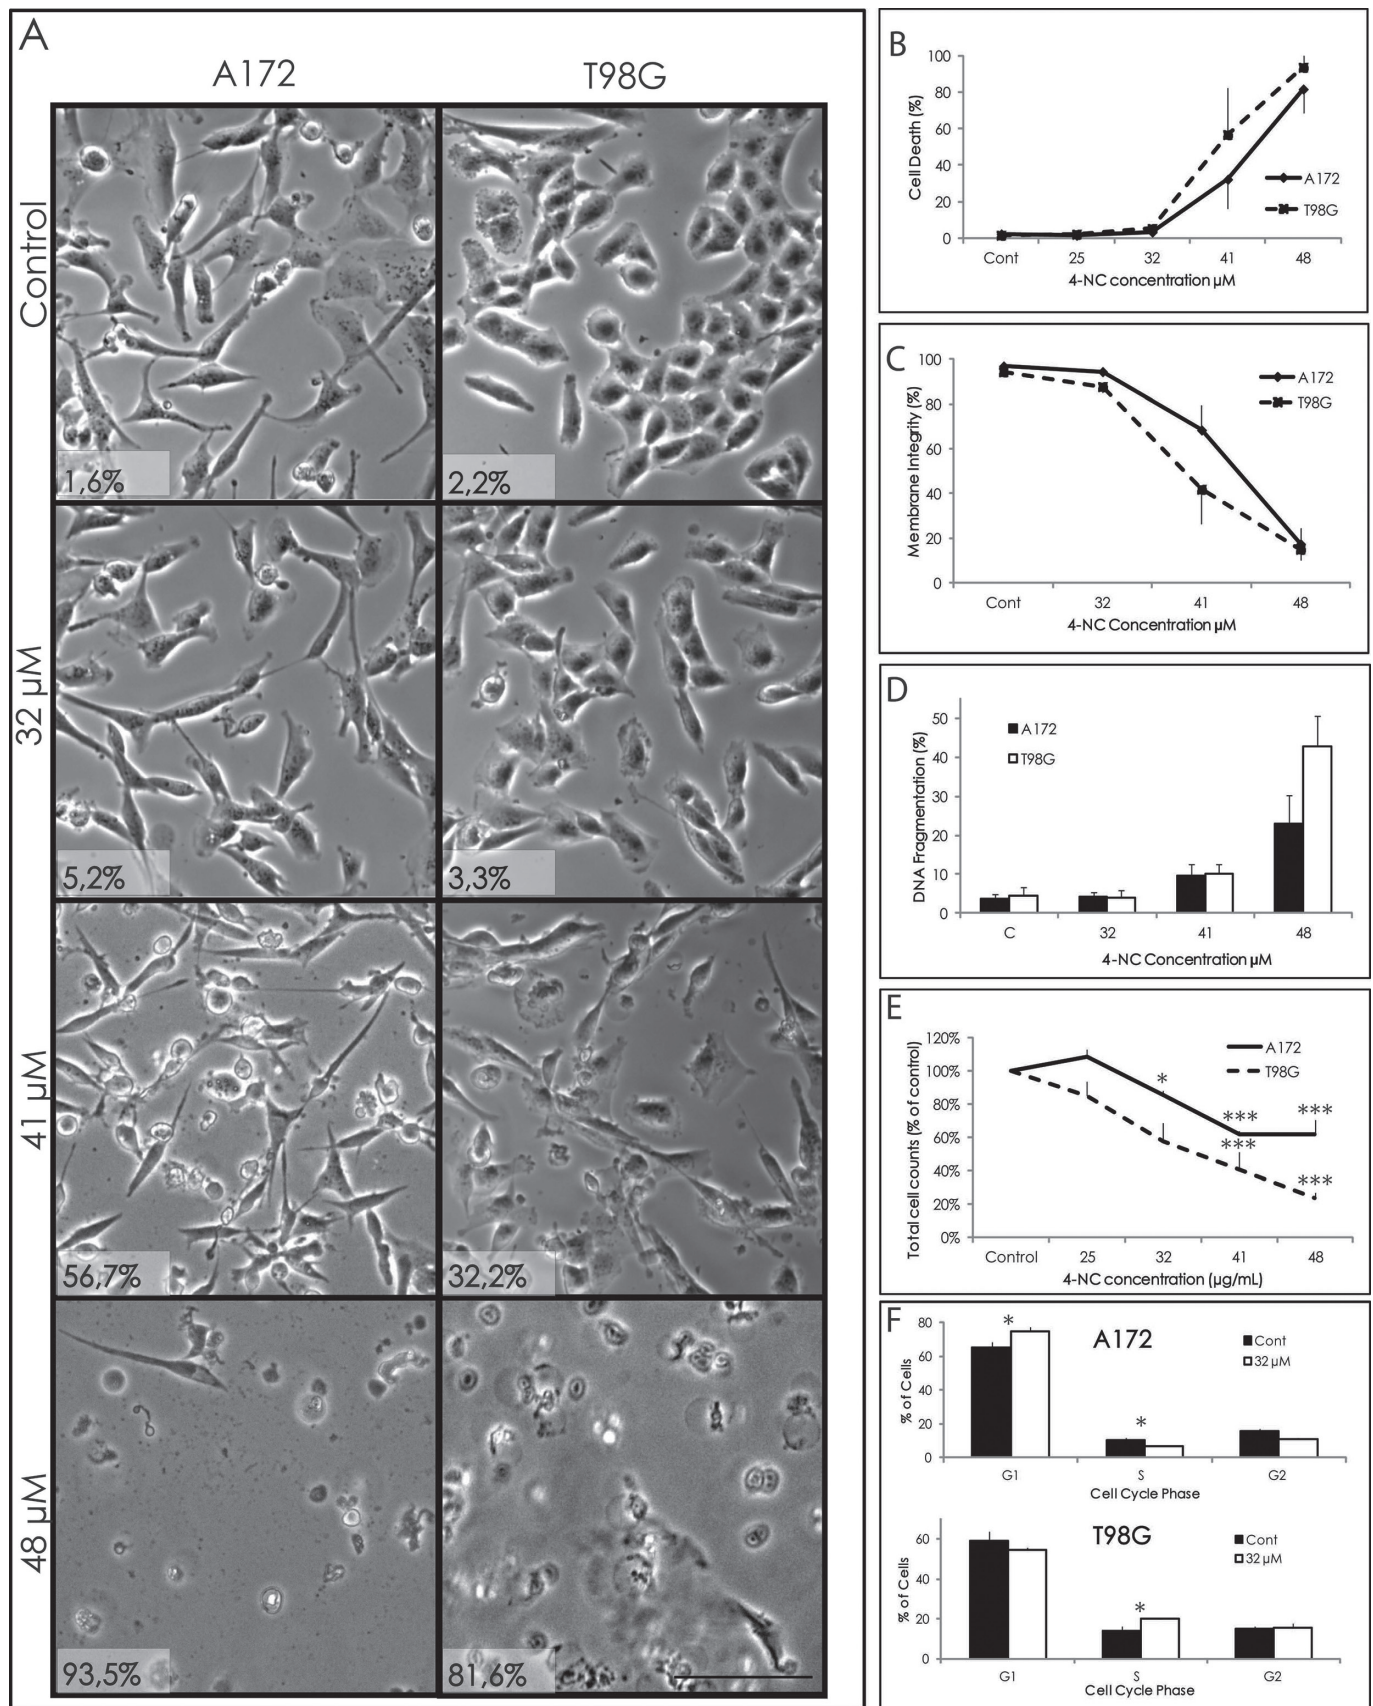 A
A172
T98G
Control
1,6%
2,2%
32 µM
5,2%
3,3%
41 µM
56,7%
32,2%
48 µM
93,5%
81,6%
B
Cell Death (%)
100
80
60
40
20
0
A172
T98G
Cont 25 32 41 48
4-NC concentration µM
C
Membrane Integrity (%)
100
80
60
40
20
0
A172
T98G
Cont 32 41 48
4-NC Concentration µM
D
DNA Fragmentation (%)
50
40
30
20
10
0
A172
T98G
C 32 41 48
4-NC Concentration µM
E
Total cell counts (% of control)
120%
100%
80%
60%
40%
20%
0%
A172
T98G
*
*** ***
***
***
Control 25 32 41 48
4-NC concentration (µg/mL)
F
A172
% of Cells
80
60
40
20
0
Cont
32 µM
*
*
G1 S G2
Cell Cycle Phase
T98G
% of Cells
60
40
20
0
Cont
32 µM
*
G1 S G2
Cell Cycle Phase